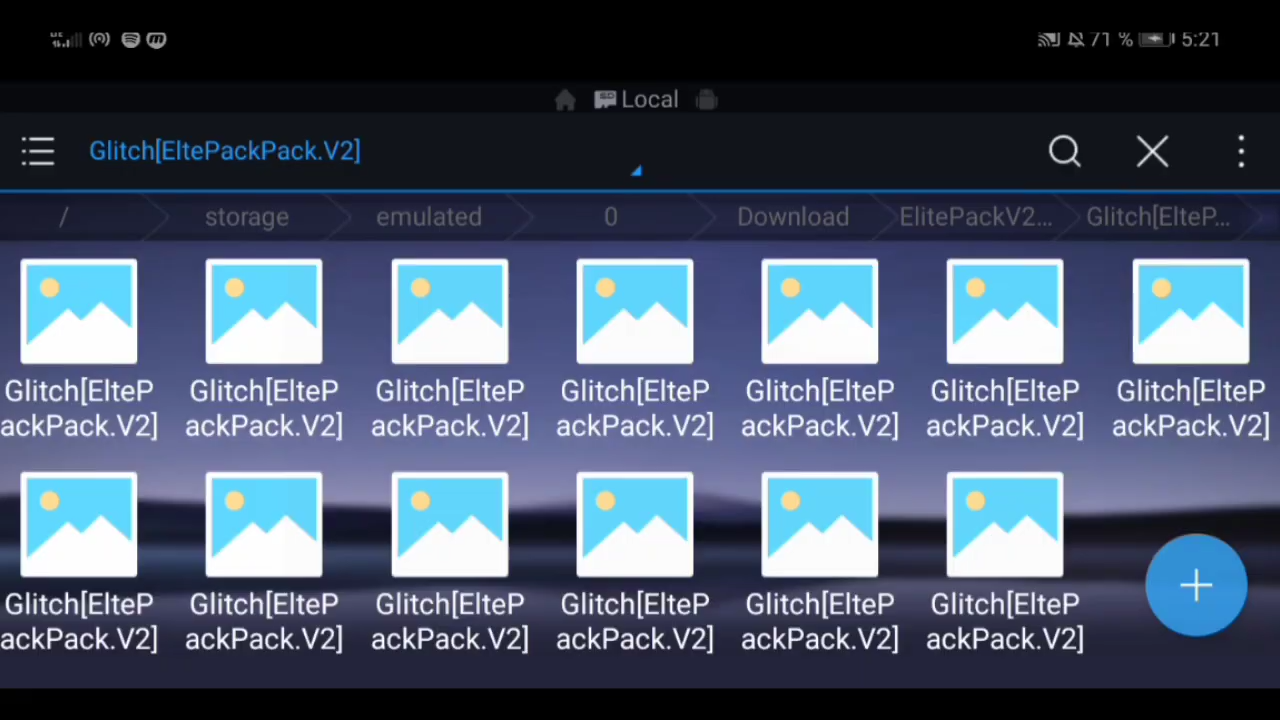 71 % 5:21
Local
Glitch[EltePackPack.V2]
/ storage emulated 0 Download ElitePackV2... Glitch[ElteP...
Glitch[ElteP Glitch[ElteP Glitch[ElteP Glitch[ElteP Glitch[ElteP Glitch[ElteP Glitch[ElteP
ackPack.V2] ackPack.V2] ackPack.V2] ackPack.V2] ackPack.V2] ackPack.V2] ackPack.V2]
Glitch[ElteP Glitch[ElteP Glitch[ElteP Glitch[ElteP Glitch[ElteP Glitch[ElteP
ackPack.V2] ackPack.V2] ackPack.V2] ackPack.V2] ackPack.V2] ackPack.V2]